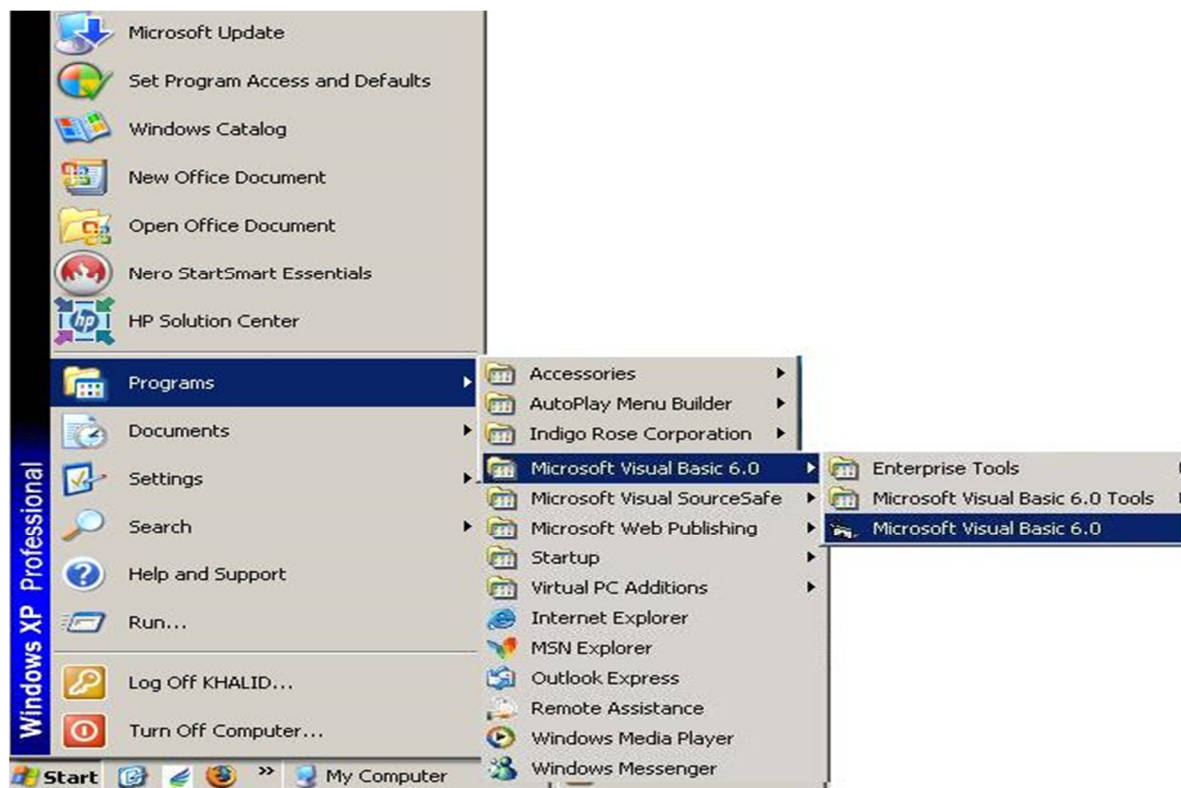 Microsoft Update
Set Program Access and Defaults
Windows Catalog
New Office Document
Open Office Document
Nero StartSmart Essentials
HP Solution Center
Programs
Documents
Settings
Search
Help and Support
Run...
Log Off KHALID...
Turn Off Computer...
Windows XP Professional
Accessories
AutoPlay Menu Builder
Indigo Rose Corporation
Microsoft Visual Basic 6.0
Microsoft Visual SourceSafe
Microsoft Web Publishing
Startup
Virtual PC Additions
Internet Explorer
MSN Explorer
Outlook Express
Remote Assistance
Windows Media Player
Windows Messenger
Enterprise Tools
Microsoft Visual Basic 6.0 Tools
Microsoft Visual Basic 6.0
Start
»
My Computer
hp